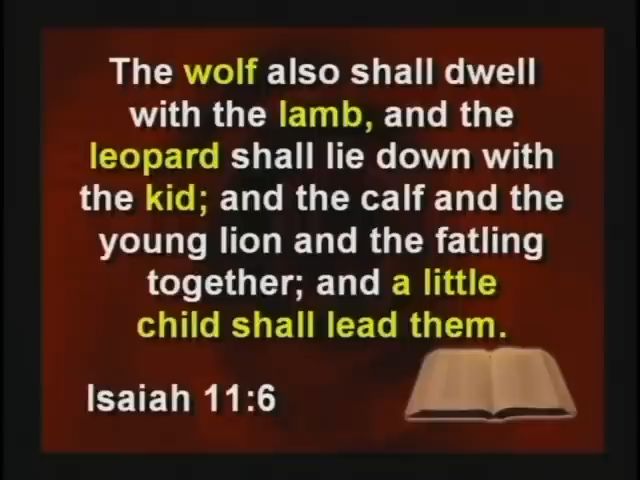 The wolf also shall dwell
with the lamb, and the
leopard shall lie down with
the kid; and the calf and the
young lion and the fatling
together; and a little
child shall lead them.
Isaiah 11:6